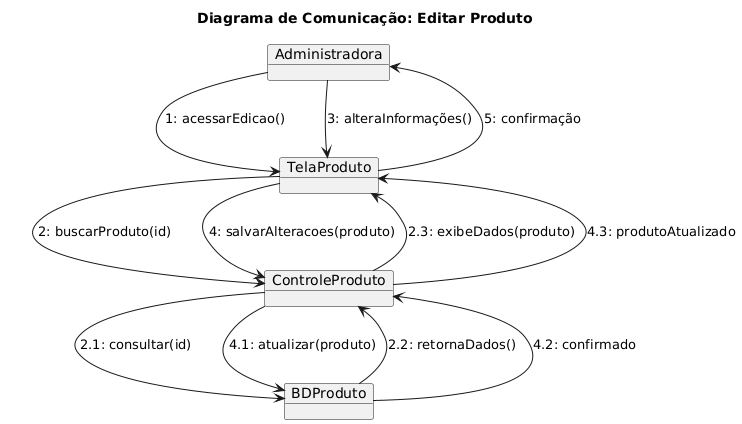 Diagrama de Comunicação: Editar Produto
Administradora
1: acessarEdicao()
3: alteraInformações()
5: confirmação
TelaProduto
2: buscarProduto(id)
4: salvarAlteracoes(produto)
2.3: exibeDados(produto)
4.3: produtoAtualizado
ControleProduto
2.1: consultar(id)
4.1: atualizar(produto)
2.2: retornaDados()
4.2: confirmado
BDProduto